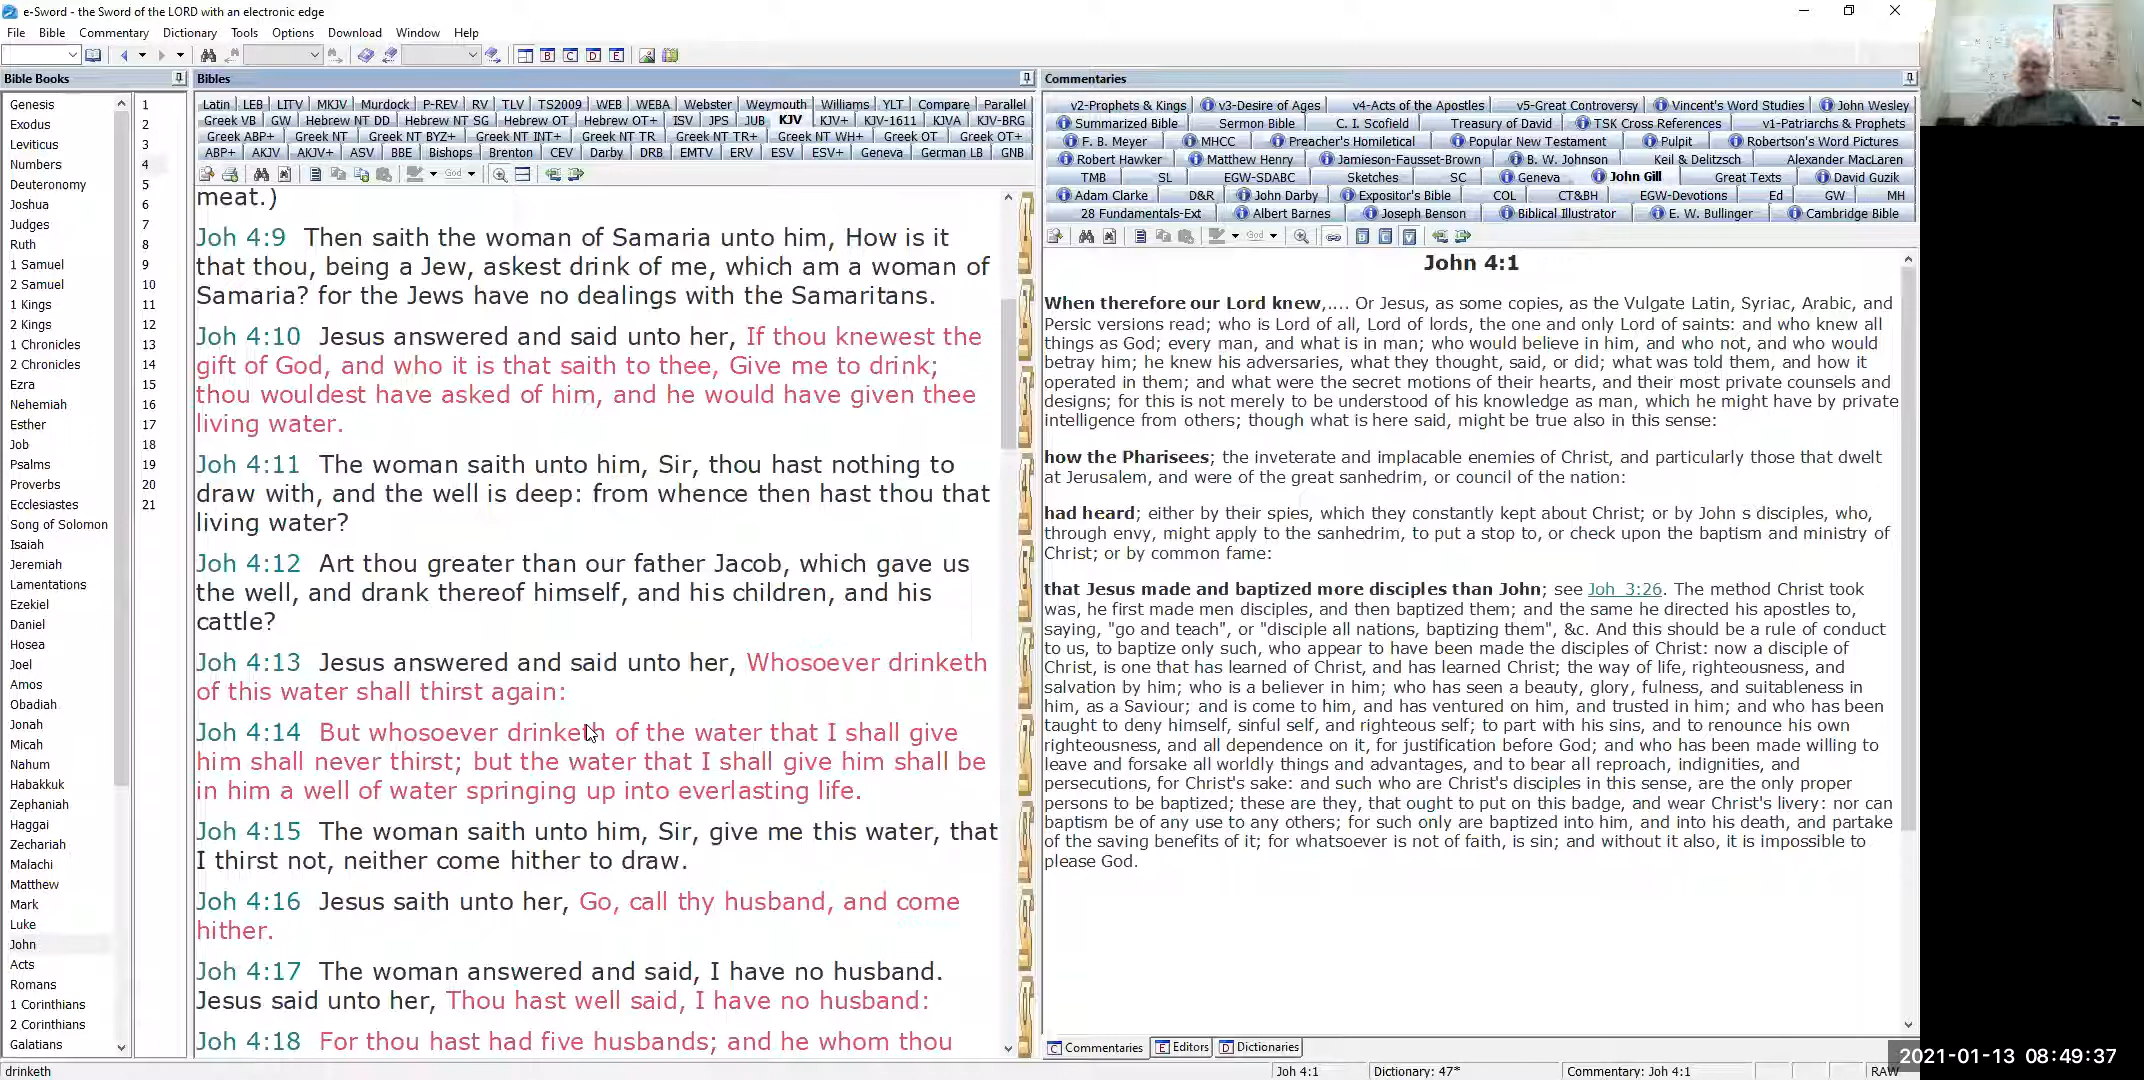 e-Sword - the Sword of the LORD with an electronic edge
File Bible Commentary Dictionary Tools Options Download Window Help
B C D E
Bible Books
Genesis
Exodus
Leviticus
Numbers
Deuteronomy
Joshua
Judges
Ruth
1 Samuel
2 Samuel
1 Kings
2 Kings
1 Chronicles
2 Chronicles
Ezra
Nehemiah
Esther
Job
Psalms
Proverbs
Ecclesiastes
Song of Solomon
Isaiah
Jeremiah
Lamentations
Ezekiel
Daniel
Hosea
Joel
Amos
Obadiah
Jonah
Micah
Nahum
Habakkuk
Zephaniah
Haggai
Zechariah
Malachi
Matthew
Mark
Luke
John
Acts
Romans
1 Corinthians
2 Corinthians
Galatians
1
2
3
4
5
6
7
8
9
10
11
12
13
14
15
16
17
18
19
20
21
Bibles
Latin LEB LITV MKJV Murdock P-REV RV TLV TS2009 WEB WEBA Webster Weymouth Williams YLT Compare Parallel
Greek VB GW Hebrew NT DD Hebrew NT SG Hebrew OT Hebrew OT+ ISV JPS JUB KJV KJV+ KJV-1611 KJVA KJV-BRG
Greek ABP+ Greek NT Greek NT BYZ+ Greek NT INT+ Greek NT TR Greek NT TR+ Greek NT WH+ Greek OT Greek OT+
ABP+ AKJV AKJV+ ASV BBE Bishops Brenton CEV Darby DRB EMTV ERV ESV ESV+ Geneva German LB GNB
God
meat.)
Joh 4:9 Then saith the woman of Samaria unto him, How is it
that thou, being a Jew, askest drink of me, which am a woman of
Samaria? for the Jews have no dealings with the Samaritans.
Joh 4:10 Jesus answered and said unto her, If thou knewest the
gift of God, and who it is that saith to thee, Give me to drink;
thou wouldest have asked of him, and he would have given thee
living water.
Joh 4:11 The woman saith unto him, Sir, thou hast nothing to
draw with, and the well is deep: from whence then hast thou that
living water?
Joh 4:12 Art thou greater than our father Jacob, which gave us
the well, and drank thereof himself, and his children, and his
cattle?
Joh 4:13 Jesus answered and said unto her, Whosoever drinketh
of this water shall thirst again:
Joh 4:14 But whosoever drinketh of the water that I shall give
him shall never thirst; but the water that I shall give him shall be
in him a well of water springing up into everlasting life.
Joh 4:15 The woman saith unto him, Sir, give me this water, that
I thirst not, neither come hither to draw.
Joh 4:16 Jesus saith unto her, Go, call thy husband, and come
hither.
Joh 4:17 The woman answered and said, I have no husband.
Jesus said unto her, Thou hast well said, I have no husband:
Joh 4:18 For thou hast had five husbands; and he whom thou
Commentaries
v2-Prophets & Kings v3-Desire of Ages v4-Acts of the Apostles v5-Great Controversy Vincent's Word Studies John Wesley
Summarized Bible Sermon Bible C. I. Scofield Treasury of David TSK Cross References v1-Patriarchs & Prophets
F. B. Meyer MHCC Preacher's Homiletical Popular New Testament Pulpit Robertson's Word Pictures
Robert Hawker Matthew Henry Jamieson-Fausset-Brown B. W. Johnson Keil & Delitzsch Alexander MacLaren
TMB SL EGW-SDABC Sketches SC Geneva John Gill Great Texts David Guzik
Adam Clarke D&R John Darby Expositor's Bible COL CT&BH EGW-Devotions Ed GW MH
28 Fundamentals-Ext Albert Barnes Joseph Benson Biblical Illustrator E. W. Bullinger Cambridge Bible
God B C V
John 4:1
When therefore our Lord knew,.... Or Jesus, as some copies, as the Vulgate Latin, Syriac, Arabic, and
Persic versions read; who is Lord of all, Lord of lords, the one and only Lord of saints: and who knew all
things as God; every man, and what is in man; who would believe in him, and who not, and who would
betray him; he knew his adversaries, what they thought, said, or did; what was told them, and how it
operated in them; and what were the secret motions of their hearts, and their most private counsels and
designs; for this is not merely to be understood of his knowledge as man, which he might have by private
intelligence from others; though what is here said, might be true also in this sense:
how the Pharisees; the inveterate and implacable enemies of Christ, and particularly those that dwelt
at Jerusalem, and were of the great sanhedrim, or council of the nation:
had heard; either by their spies, which they constantly kept about Christ; or by John s disciples, who,
through envy, might apply to the sanhedrim, to put a stop to, or check upon the baptism and ministry of
Christ; or by common fame:
that Jesus made and baptized more disciples than John; see Joh_3:26. The method Christ took
was, he first made men disciples, and then baptized them; and the same he directed his apostles to,
saying, "go and teach", or "disciple all nations, baptizing them", &c. And this should be a rule of conduct
to us, to baptize only such, who appear to have been made the disciples of Christ: now a disciple of
Christ, is one that has learned of Christ, and has learned Christ; the way of life, righteousness, and
salvation by him; who is a believer in him; who has seen a beauty, glory, fulness, and suitableness in
him, as a Saviour; and is come to him, and has ventured on him, and trusted in him; and who has been
taught to deny himself, sinful self, and righteous self; to part with his sins, and to renounce his own
righteousness, and all dependence on it, for justification before God; and who has been made willing to
leave and forsake all worldly things and advantages, and to bear all reproach, indignities, and
persecutions, for Christ's sake: and such who are Christ's disciples in this sense, are the only proper
persons to be baptized; these are they, that ought to put on this badge, and wear Christ's livery: nor can
baptism be of any use to any others; for such only are baptized into him, and into his death, and partake
of the saving benefits of it; for whatsoever is not of faith, is sin; and without it also, it is impossible to
please God.
C Commentaries E Editors D Dictionaries
drinketh Joh 4:1 Dictionary: 47* Commentary: Joh 4:1 RAW
2021-01-13 08:49:37